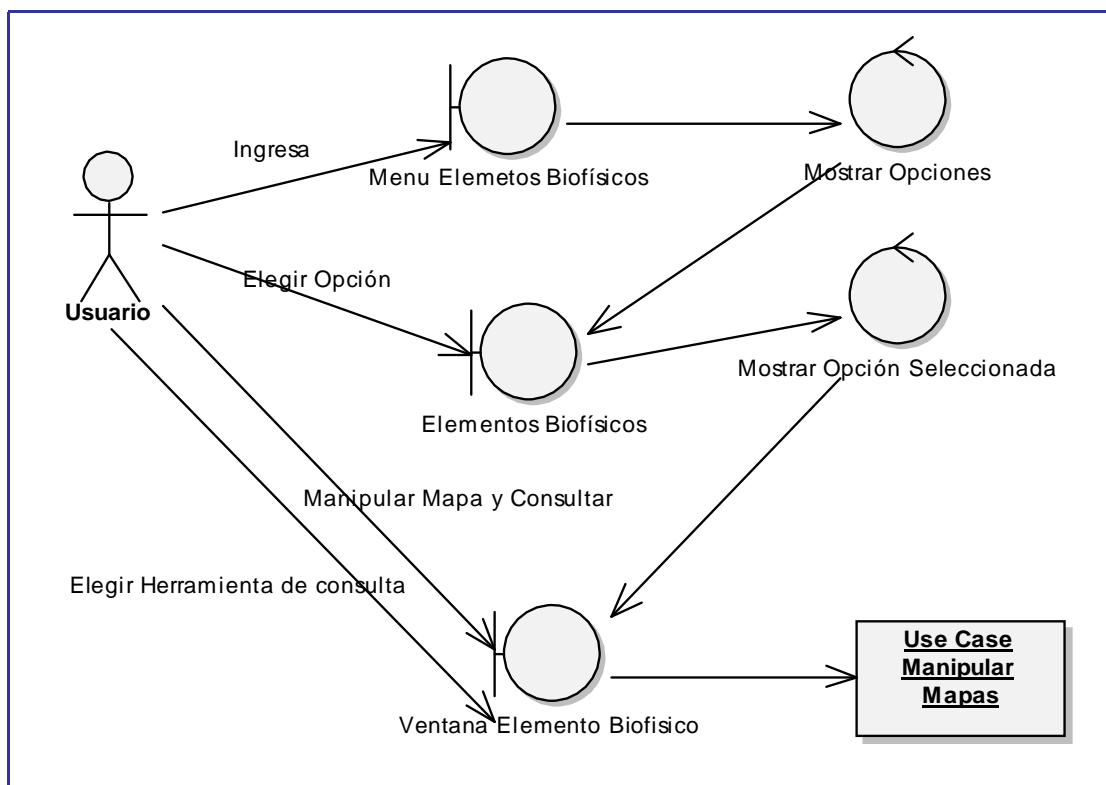 Ingresa
Menu Elemetos Biofísicos
Mostrar Opciones
Elegir Opción
Usuario
Mostrar Opción Seleccionada
Elementos Biofísicos
Manipular Mapa y Consultar
Elegir Herramienta de consulta
Use Case
Manipular
Mapas
Ventana Elemento Biofisico